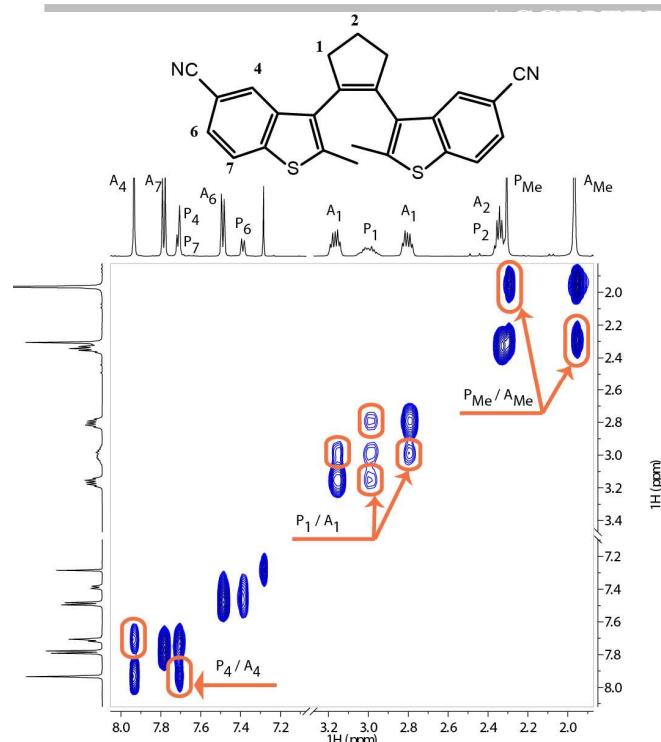 2
1
NC
4
CN
6
7
S
S
A4
A7
P4
P7
A6
P6
A1
P1
A1
A2
P2
PMe
AMe
2.0
2.2
2.4
2.6
2.8
3.0
3.2
3.4
7.2
7.4
7.6
7.8
8.0
1H (ppm)
PMe / AMe
P1 / A1
P4 / A4
8.0 7.8 7.6 7.4 7.2 3.2 3.0 2.8 2.6 2.4 2.2 2.0
1H (ppm) 1H (ppm)